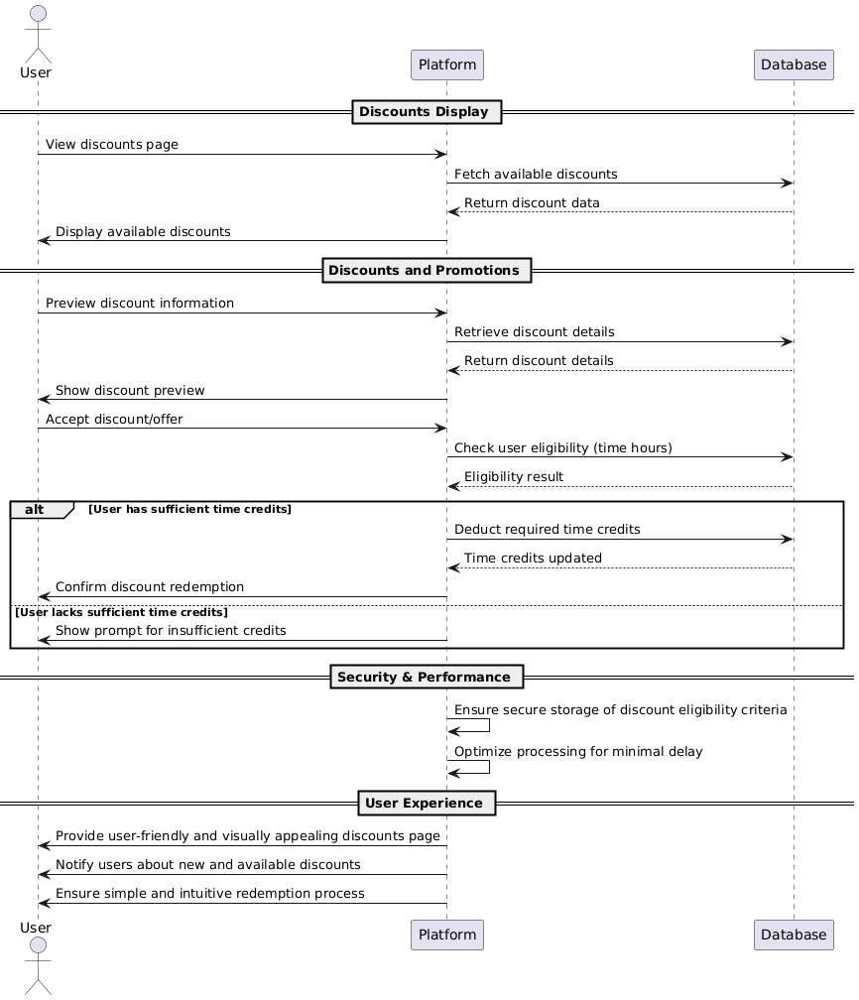 User
Platform
Database
Discounts Display
View discounts page
Fetch available discounts
Return discount data
Display available discounts
Discounts and Promotions
Preview discount information
Retrieve discount details
Return discount details
Show discount preview
Accept discount/offer
Check user eligibility (time hours)
Eligibility result
alt [User has sufficient time credits]
Deduct required time credits
Time credits updated
Confirm discount redemption
[User lacks sufficient time credits]
Show prompt for insufficient credits
Security & Performance
Ensure secure storage of discount eligibility criteria
Optimize processing for minimal delay
User Experience
Provide user-friendly and visually appealing discounts page
Notify users about new and available discounts
Ensure simple and intuitive redemption process
User
Platform
Database